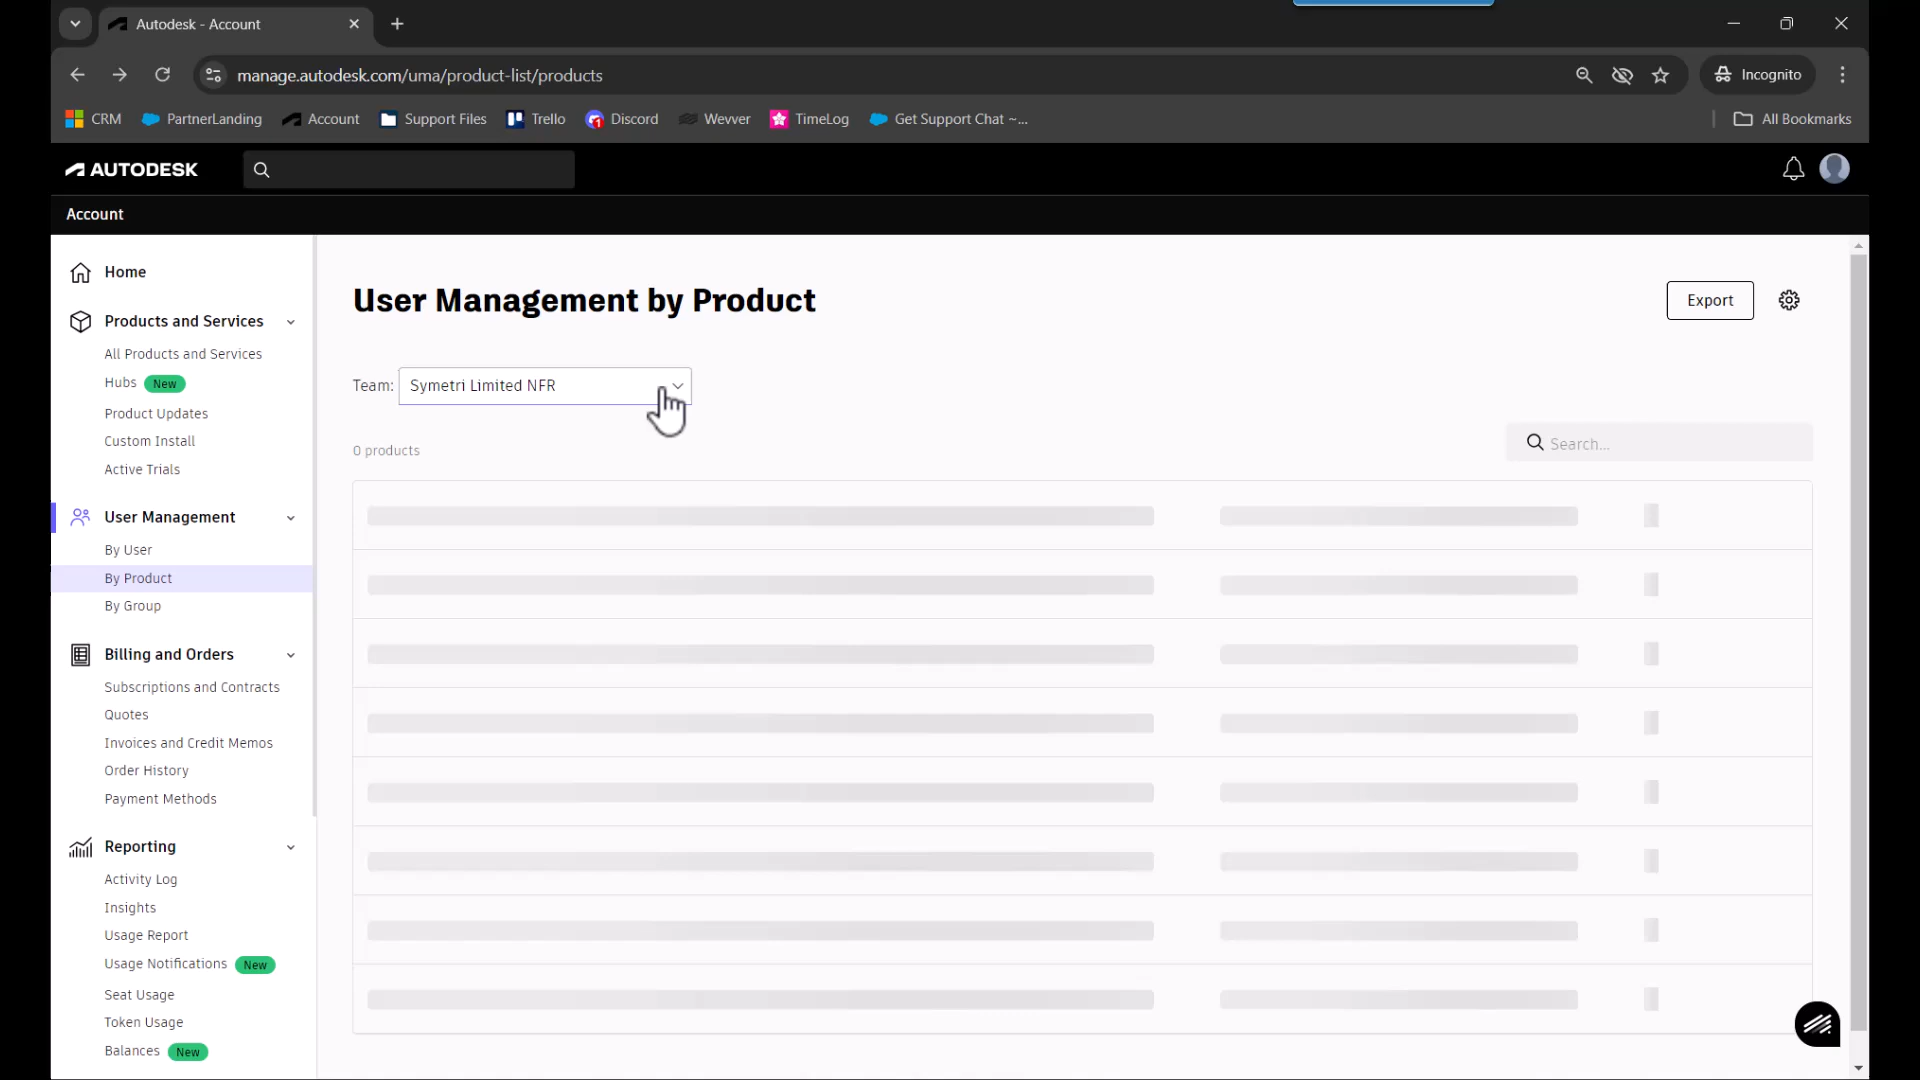 Autodesk - Account
manage.autodesk.com/uma/product-list/products
Incognito
CRM
PartnerLanding
Account
Support Files
Trello
Discord
Wevver
TimeLog
Get Support Chat ~...
All Bookmarks
AUTODESK
Account
Home
Products and Services
All Products and Services
Hubs New
Product Updates
Custom Install
Active Trials
User Management
By User
By Product
By Group
Billing and Orders
Subscriptions and Contracts
Quotes
Invoices and Credit Memos
Order History
Payment Methods
Reporting
Activity Log
Insights
Usage Report
Usage Notifications New
Seat Usage
Token Usage
Balances New
User Management by Product
Export
Team: Symetri Limited NFR
0 products
Search...